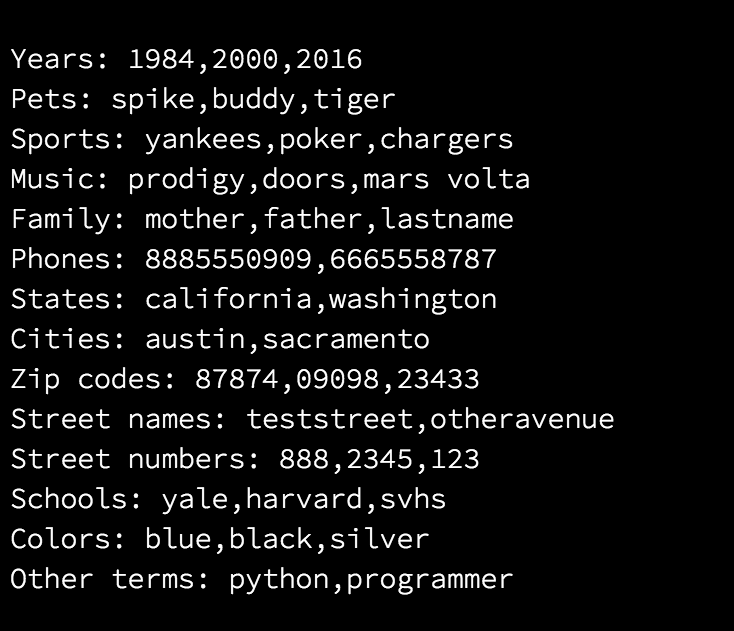 Years: 1984,2000,2016
Pets: spike,buddy,tiger
Sports: yankees,poker,chargers
Music: prodigy,doors,mars volta
Family: mother,father,lastname
Phones: 8885550909,6665558787
States: california,washington
Cities: austin,sacramento
Zip codes: 87874,09098,23433
Street names: teststreet,otheravenue
Street numbers: 888,2345,123
Schools: yale,harvard,svhs
Colors: blue,black,silver
Other terms: python,programmer